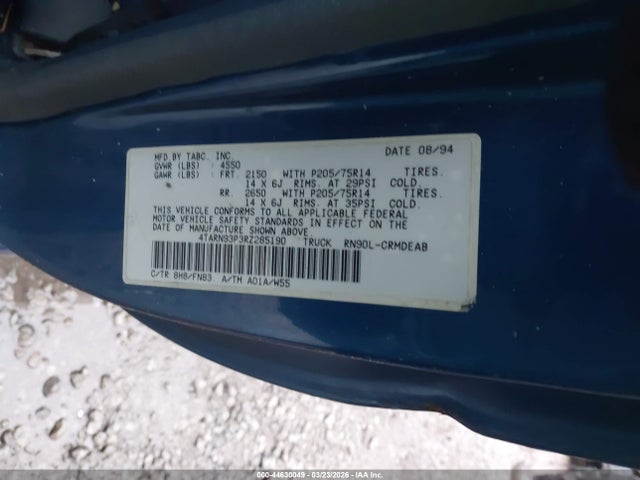 MFD BY TABC, INC. DATE 08/94
GVWR (LBS) : 4550
GAWR (LBS) : FRT. 2150 WITH P205/75R14 TIRES.
14 X 6J RIMS. AT 29PSI COLD.
RR. 2650 WITH P205/75R14 TIRES.
14 X 6J RIMS. AT 35PSI COLD.
THIS VEHICLE CONFORMS TO ALL APPLICABLE FEDERAL
MOTOR VEHICLE SAFETY STANDARDS IN EFFECT ON THE
DATE OF MANUFACTURE SHOWN ABOVE.
4TARN93P3RZ285190 TRUCK RN90L-CRMDEAB
C/TR 8H8/FN83. A/TM A01A/W55
000-44630049 - 03/23/2026 - COPYRIGHT IAA, LLC.